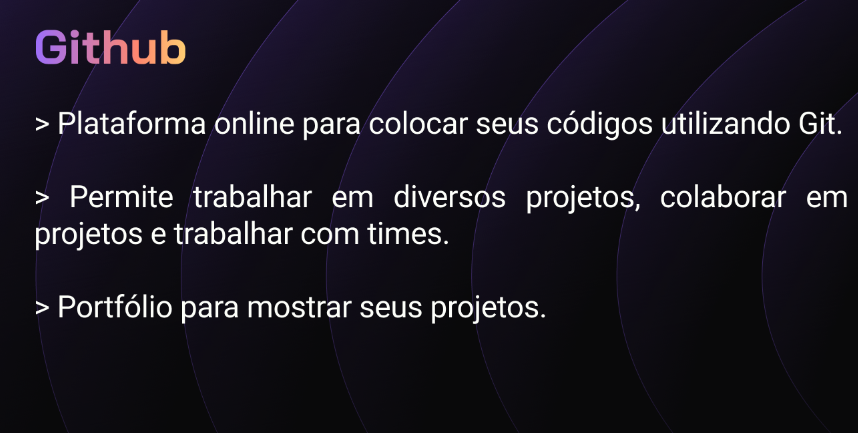 Github
> Plataforma online para colocar seus códigos utilizando Git.
> Permite trabalhar em diversos projetos, colaborar em
projetos e trabalhar com times.
> Portfólio para mostrar seus projetos.